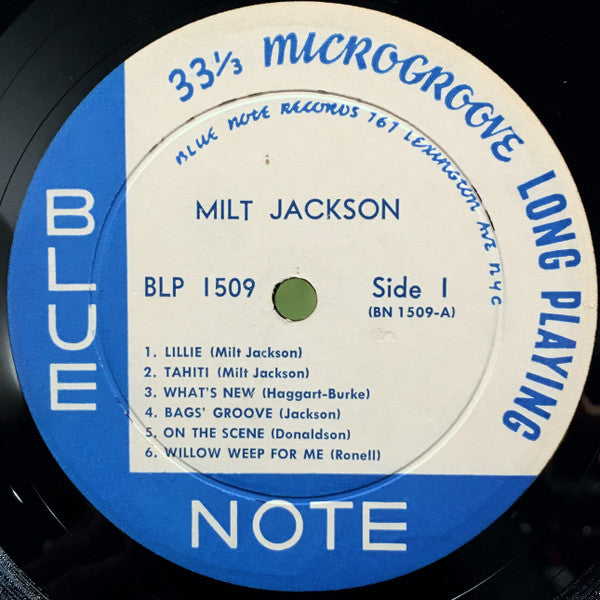 33⅓ MICROGROOVE LONG PLAYING
BLUE NOTE RECORDS 767 LEXINGTON AVE NYC
MILT JACKSON
BLP 1509
Side 1
(BN 1509-A)
1. LILLIE (Milt Jackson)
2. TAHITI (Milt Jackson)
3. WHAT'S NEW (Haggart-Burke)
4. BAGS' GROOVE (Jackson)
5. ON THE SCENE (Donaldson)
6. WILLOW WEEP FOR ME (Ronell)
BLUE
NOTE